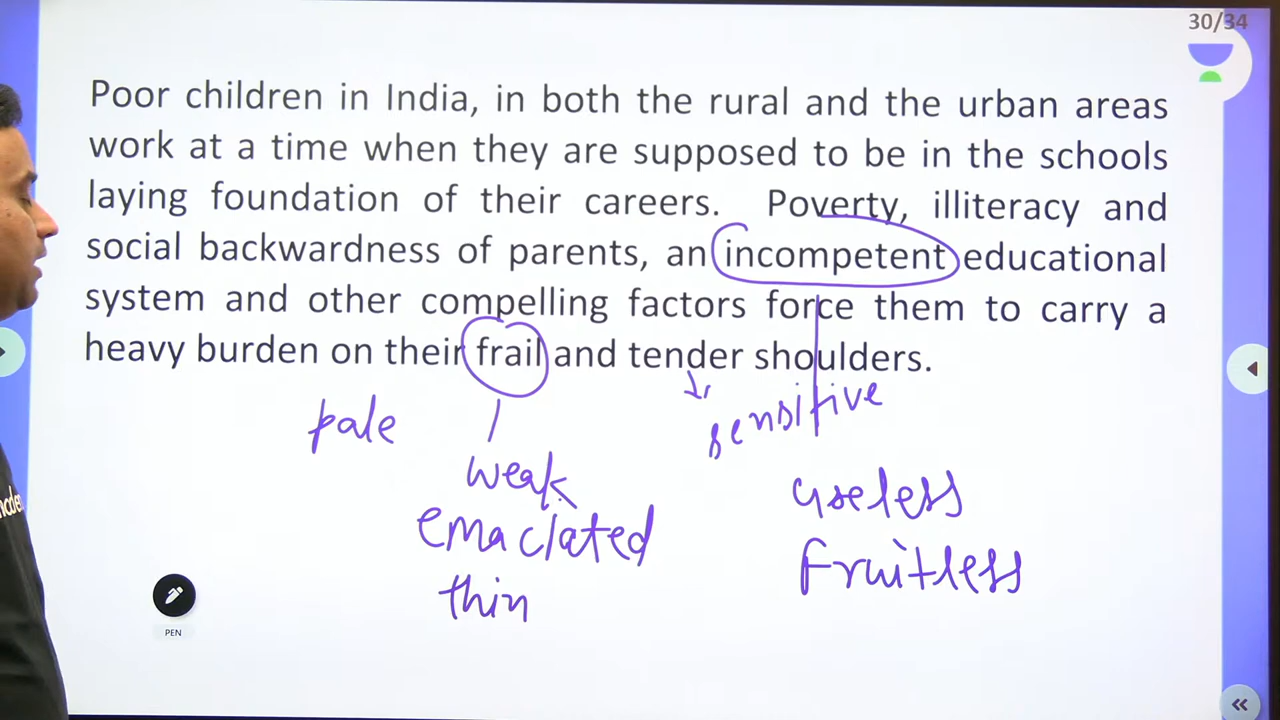 30/34
Poor children in India, in both the rural and the urban areas
work at a time when they are supposed to be in the schools
laying foundation of their careers. Poverty, illiteracy and
social backwardness of parents, an incompetent educational
system and other compelling factors force them to carry a
heavy burden on their frail and tender shoulders.
pale
sensitive
weak
useless
emaciated
fruitless
thin
PEN